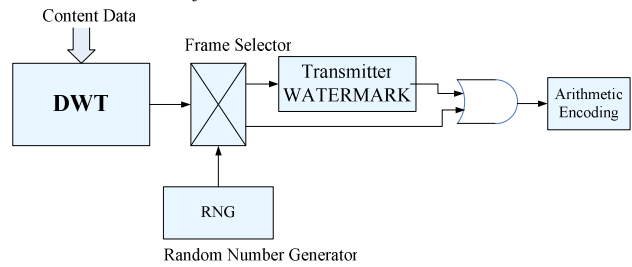 Content Data
Frame Selector
DWT
Transmitter
WATERMARK
Arithmetic
Encoding
RNG
Random Number Generator